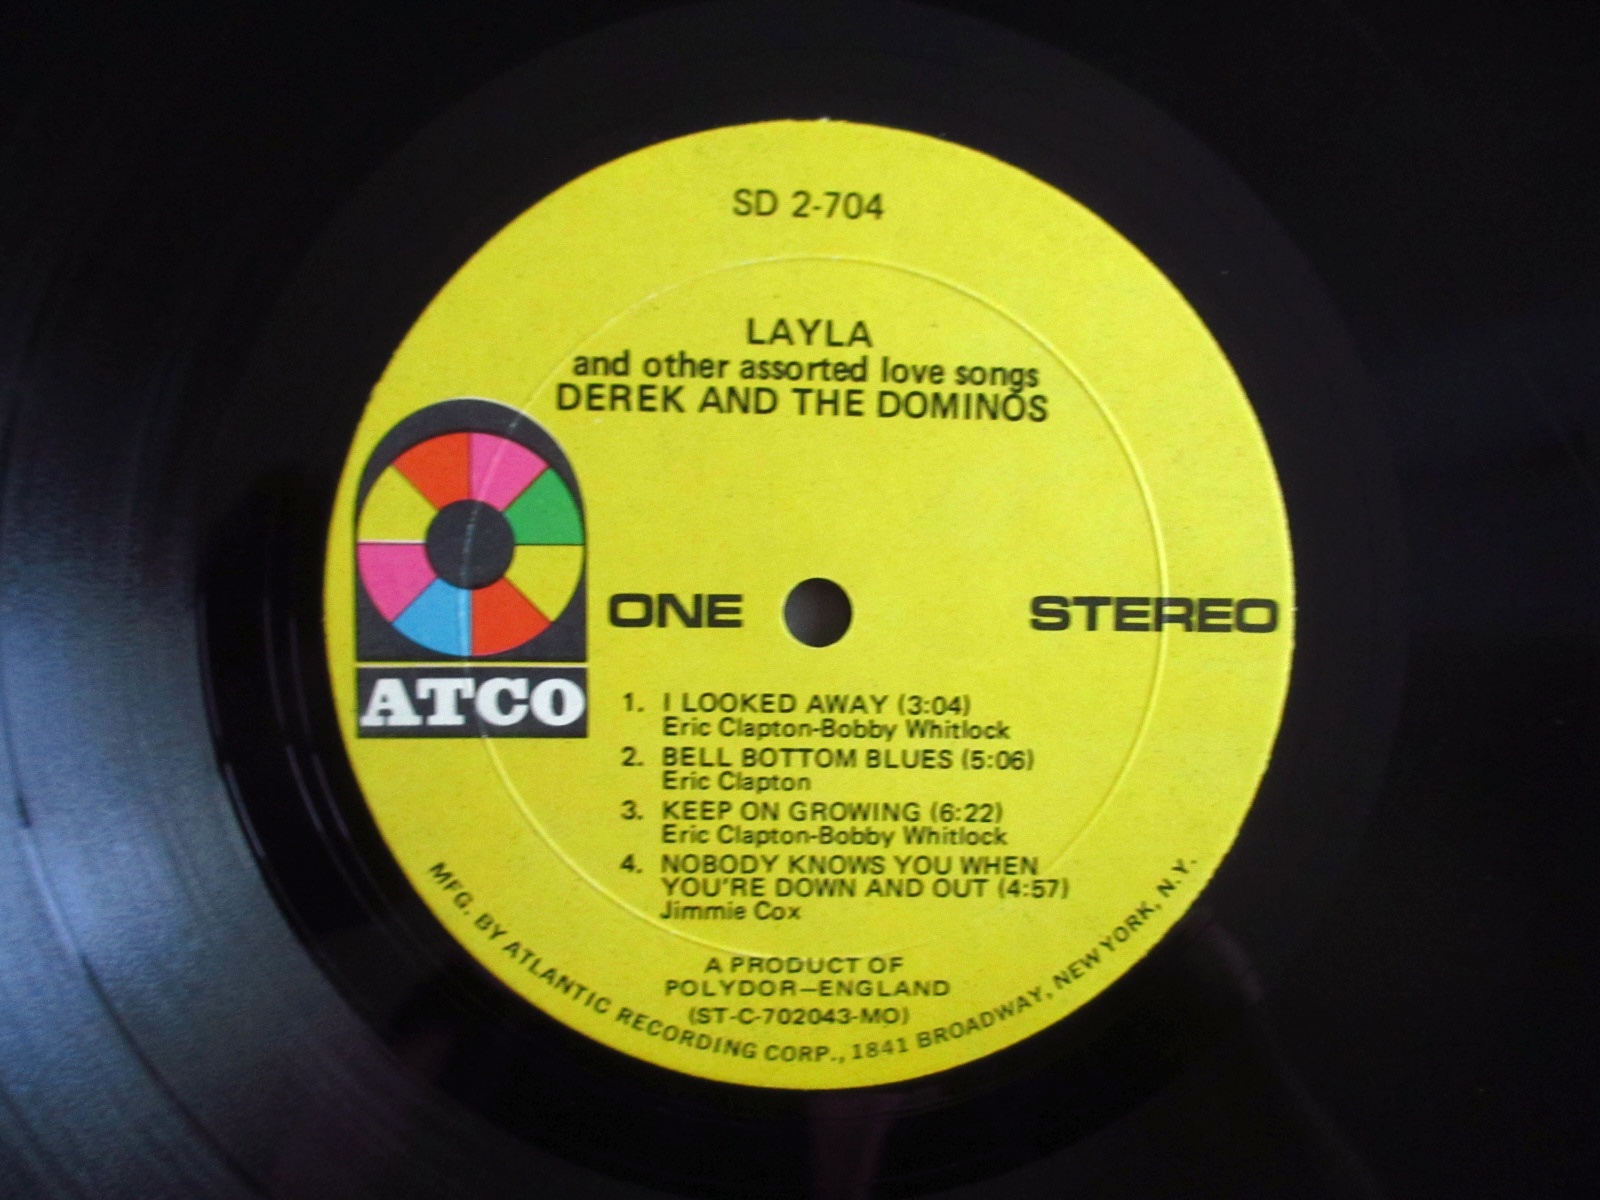 SD 2-704
LAYLA
and other assorted love songs
DEREK AND THE DOMINOS
ATCO
ONE
STEREO
1. I LOOKED AWAY (3:04)
Eric Clapton-Bobby Whitlock
2. BELL BOTTOM BLUES (5:06)
Eric Clapton
3. KEEP ON GROWING (6:22)
Eric Clapton-Bobby Whitlock
4. NOBODY KNOWS YOU WHEN
YOU'RE DOWN AND OUT (4:57)
Jimmie Cox
A PRODUCT OF
POLYDOR—ENGLAND
(ST-C-702043-MO)
MFG. BY ATLANTIC RECORDING CORP., 1841 BROADWAY, NEW YORK, N.Y.